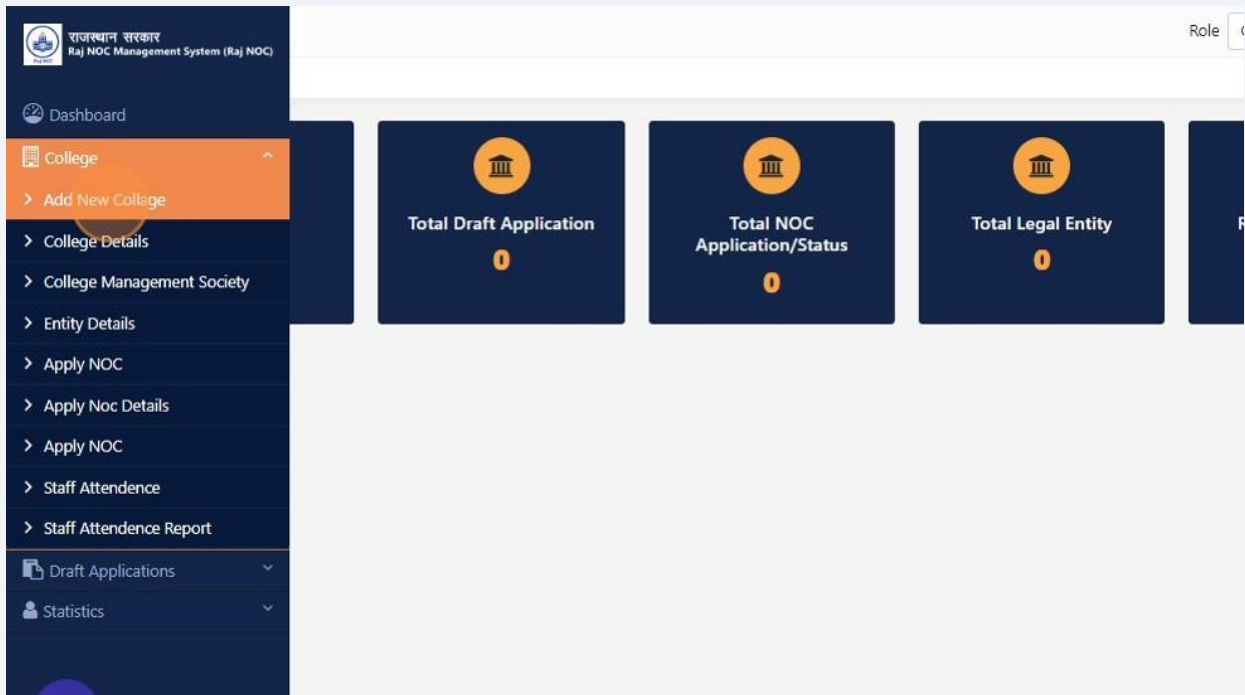 राजस्थान सरकार
Raj NOC Management System (Raj NOC)
Role
Dashboard
College
Add New Collage
College Details
College Management Society
Entity Details
Apply NOC
Apply Noc Details
Apply NOC
Staff Attendence
Staff Attendence Report
Draft Applications
Statistics
Total Draft Application
0
Total NOC
Application/Status
0
Total Legal Entity
0